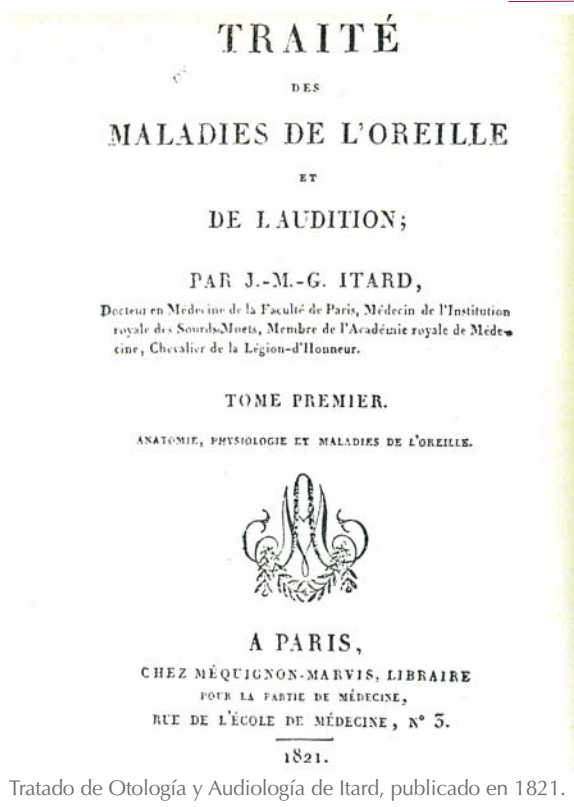 TRAITÉ
DES
MALADIES DE L'OREILLE
ET
DE L'AUDITION;
PAR J.-M.-G. ITARD,
Docteur en Médecine de la Faculté de Paris, Médecin de l'Institution
royale des Sourds-Muets, Membre de l'Académie royale de Méde-
cine, Chevalier de la Légion-d'Honneur.
TOME PREMIER.
ANATOMIE, PHYSIOLOGIE ET MALADIES DE L'OREILLE.
A PARIS,
CHEZ MÉQUIGNON-MARVIS, LIBRAIRE
POUR LA PARTIE DE MÉDECINE,
RUE DE L'ÉCOLE DE MÉDECINE, N° 3.
1821.
Tratado de Otología y Audiología de Itard, publicado en 1821.